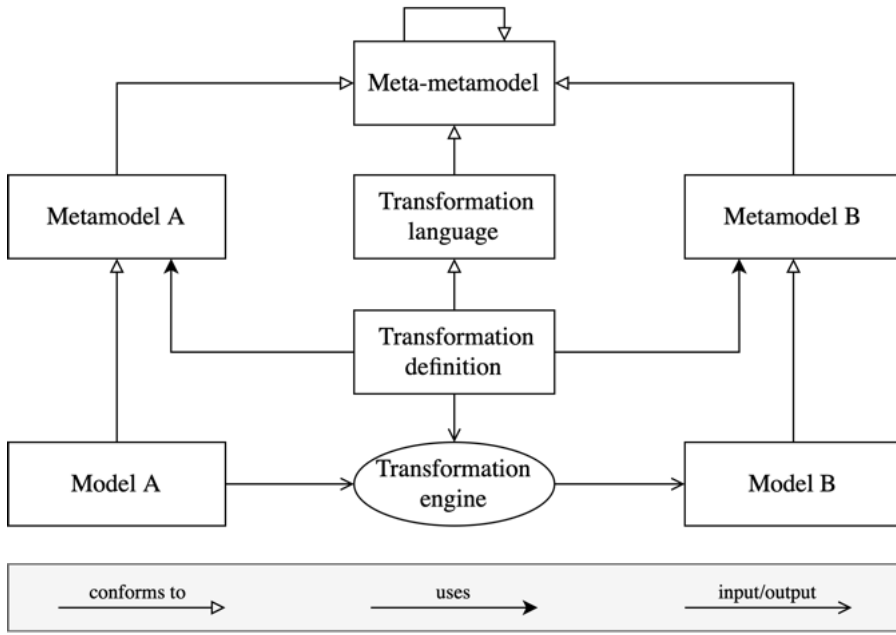 Meta-metamodel
Metamodel A
Transformation
language
Metamodel B
Transformation
definition
Model A
Transformation
engine
Model B
conforms to
uses
input/output